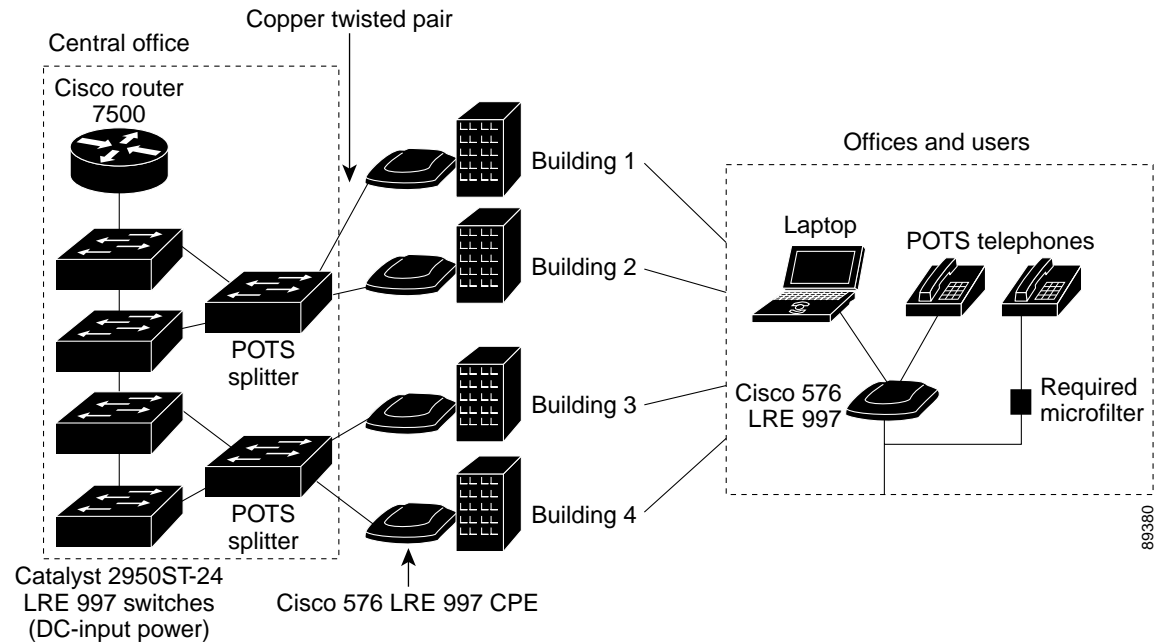 Copper twisted pair
Central office
Cisco router
7500
Building 1
Building 2
Building 3
Building 4
POTS
splitter
POTS
splitter
Catalyst 2950ST-24
LRE 997 switches
(DC-input power)
Cisco 576 LRE 997 CPE
Offices and users
Laptop
POTS telephones
Cisco 576
LRE 997
Required
microfilter
89380